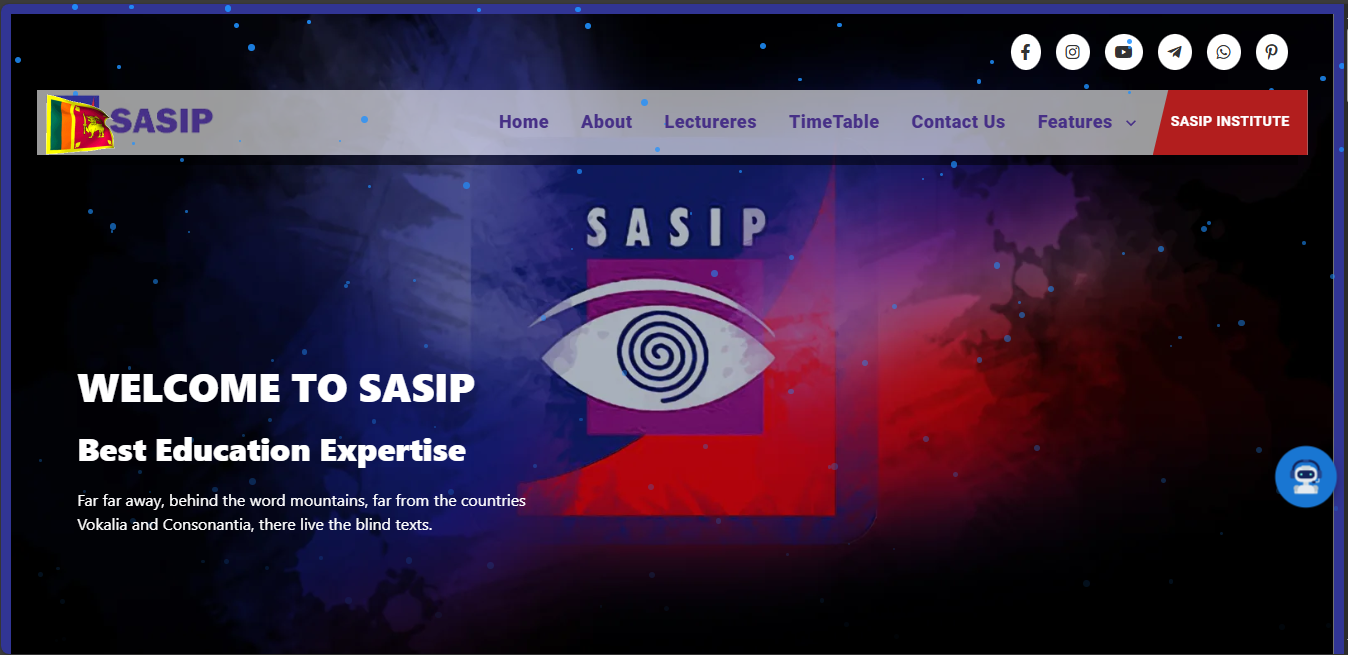 SASIP
Home About Lectureres TimeTable Contact Us Features SASIP INSTITUTE
SASIP
WELCOME TO SASIP
Best Education Expertise
Far far away, behind the word mountains, far from the countries
Vokalia and Consonantia, there live the blind texts.